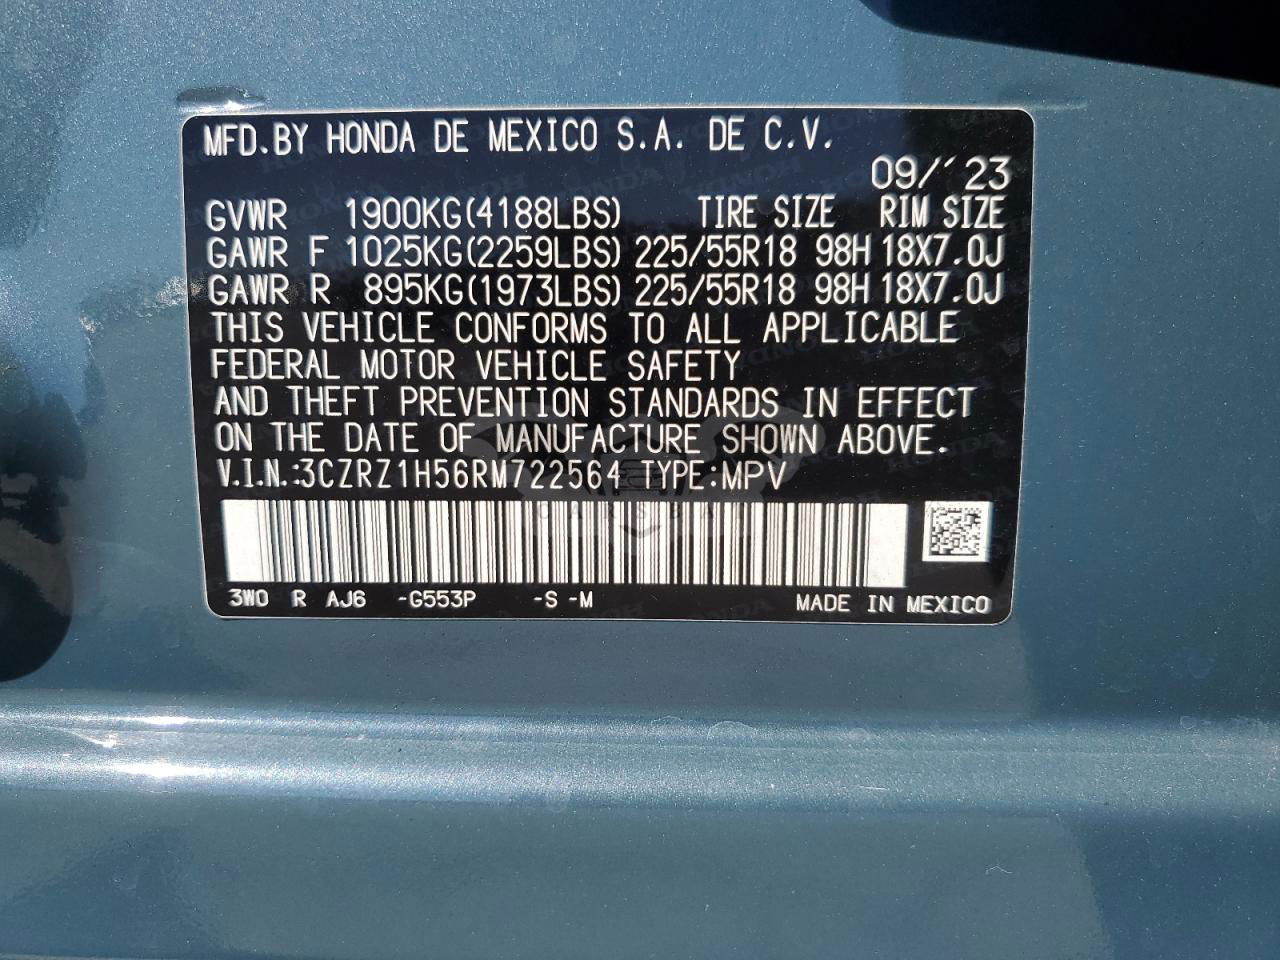 MFD.BY HONDA DE MEXICO S.A. DE C.V.
09/´23
GVWR 1900KG(4188LBS) TIRE SIZE RIM SIZE
GAWR F 1025KG(2259LBS) 225/55R18 98H 18X7.0J
GAWR R 895KG(1973LBS) 225/55R18 98H 18X7.0J
THIS VEHICLE CONFORMS TO ALL APPLICABLE
FEDERAL MOTOR VEHICLE SAFETY
AND THEFT PREVENTION STANDARDS IN EFFECT
ON THE DATE OF MANUFACTURE SHOWN ABOVE.
V.I.N.:3CZRZ1H56RM722564 TYPE:MPV
3W0 R AJ6 -G553P -S -M MADE IN MEXICO